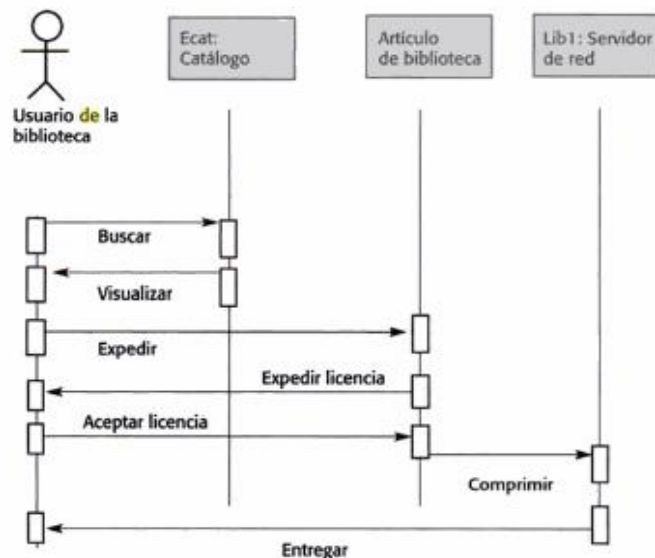 Ecat:
Catálogo
Artículo
de biblioteca
Lib1: Servidor
de red
Usuario de la
biblioteca
Buscar
Visualizar
Expedir
Expedir licencia
Aceptar licencia
Comprimir
Entregar